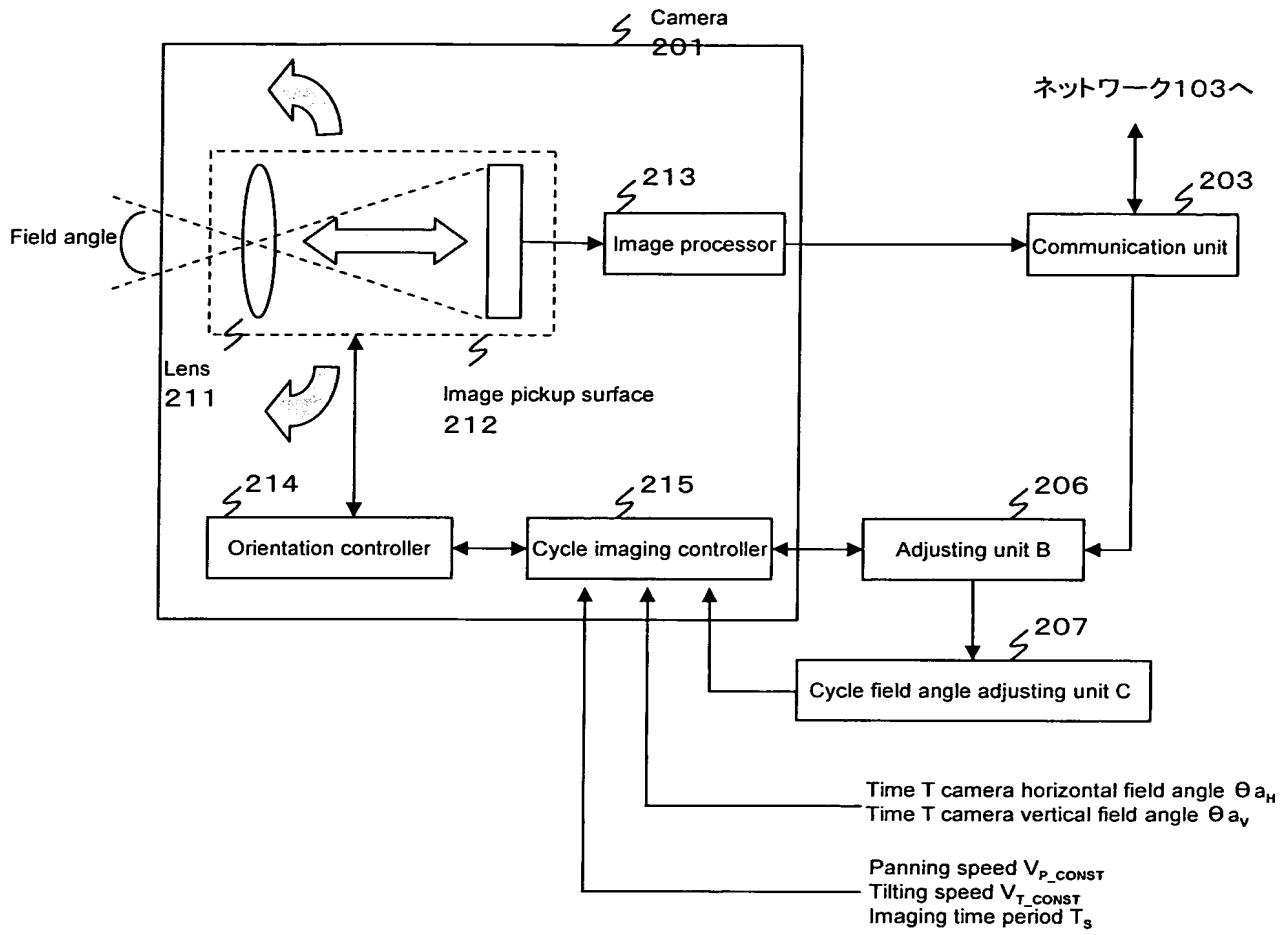 Camera
201
ネットワーク103へ
213
203
Field angle
Image processor
Communication unit
Lens
211
Image pickup surface
212
214
215
206
Orientation controller
Cycle imaging controller
Adjusting unit B
207
Cycle field angle adjusting unit C
Time T camera horizontal field angle Θa_H
Time T camera vertical field angle Θa_V
Panning speed V_P_CONST
Tilting speed V_T_CONST
Imaging time period T_S